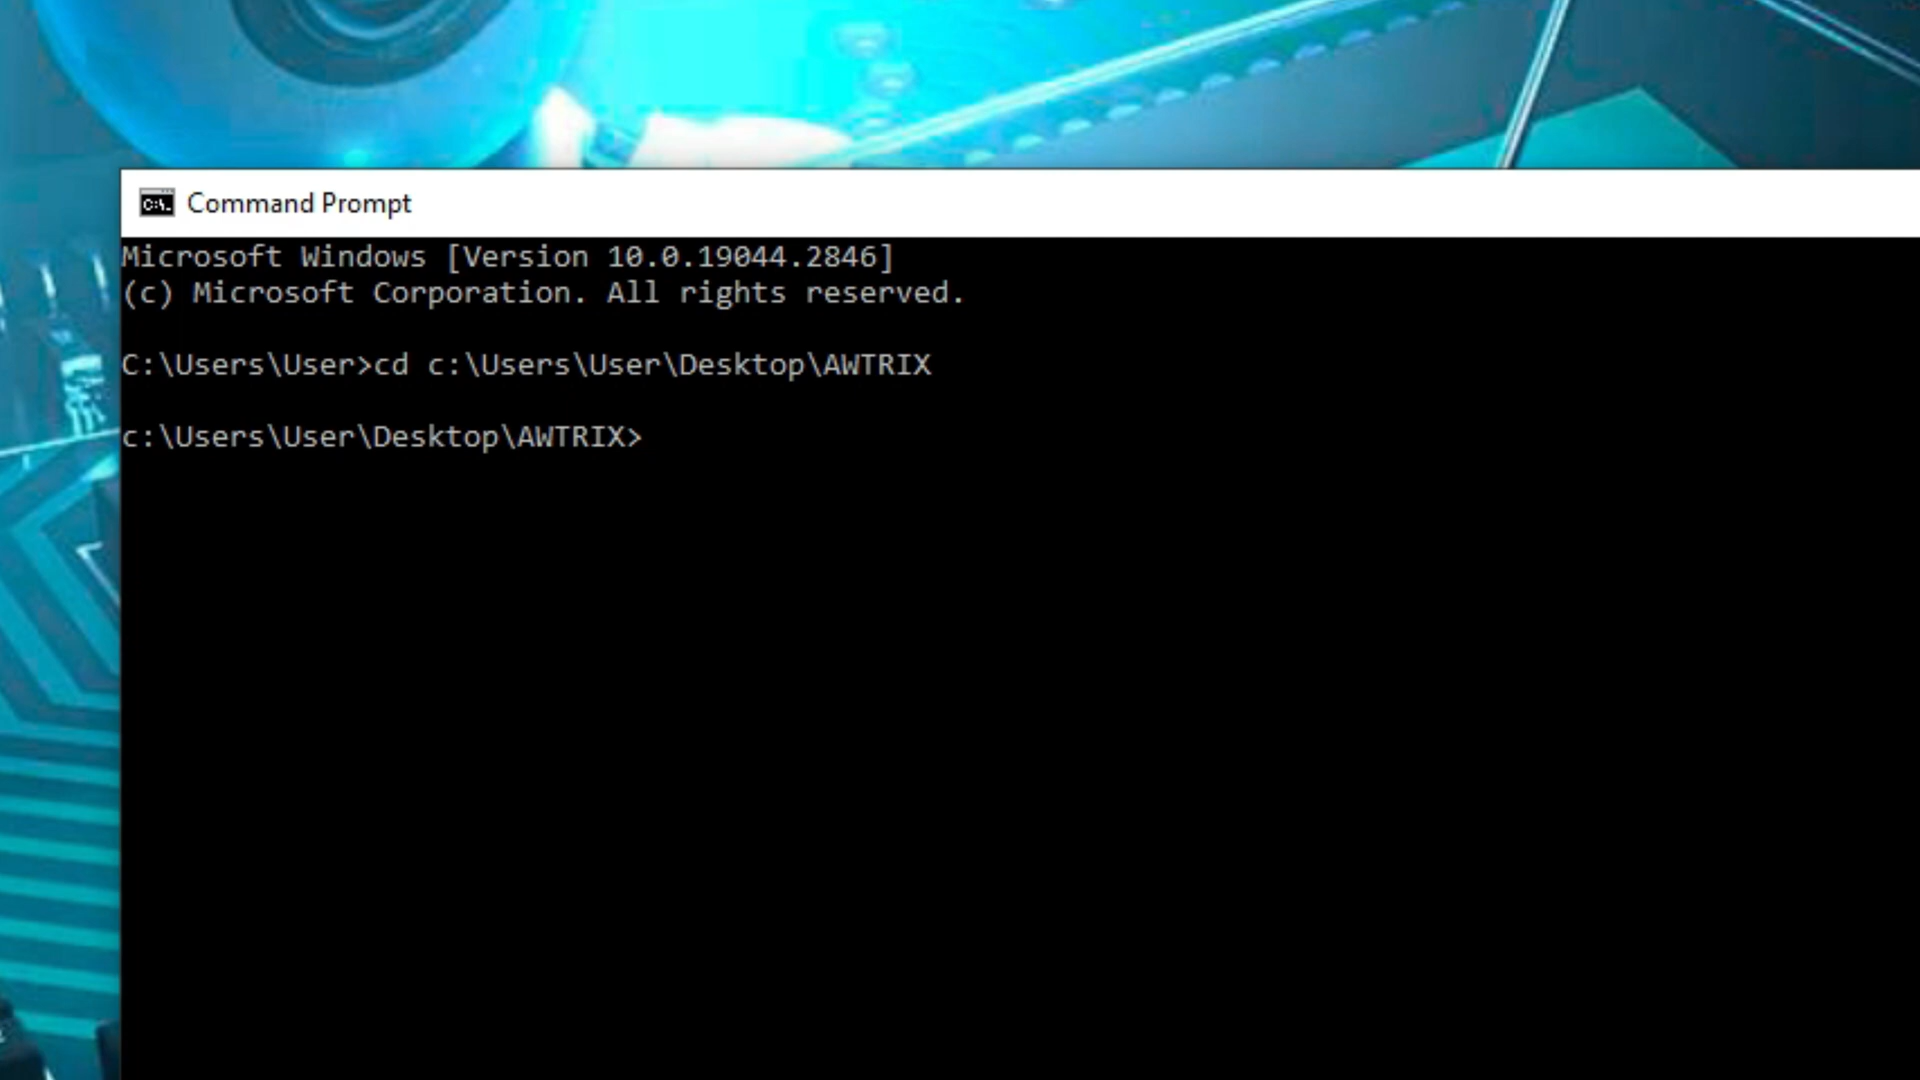 Command Prompt
Microsoft Windows [Version 10.0.19044.2846]
(c) Microsoft Corporation. All rights reserved.
C:\Users\User>cd c:\Users\User\Desktop\AWTRIX
c:\Users\User\Desktop\AWTRIX>